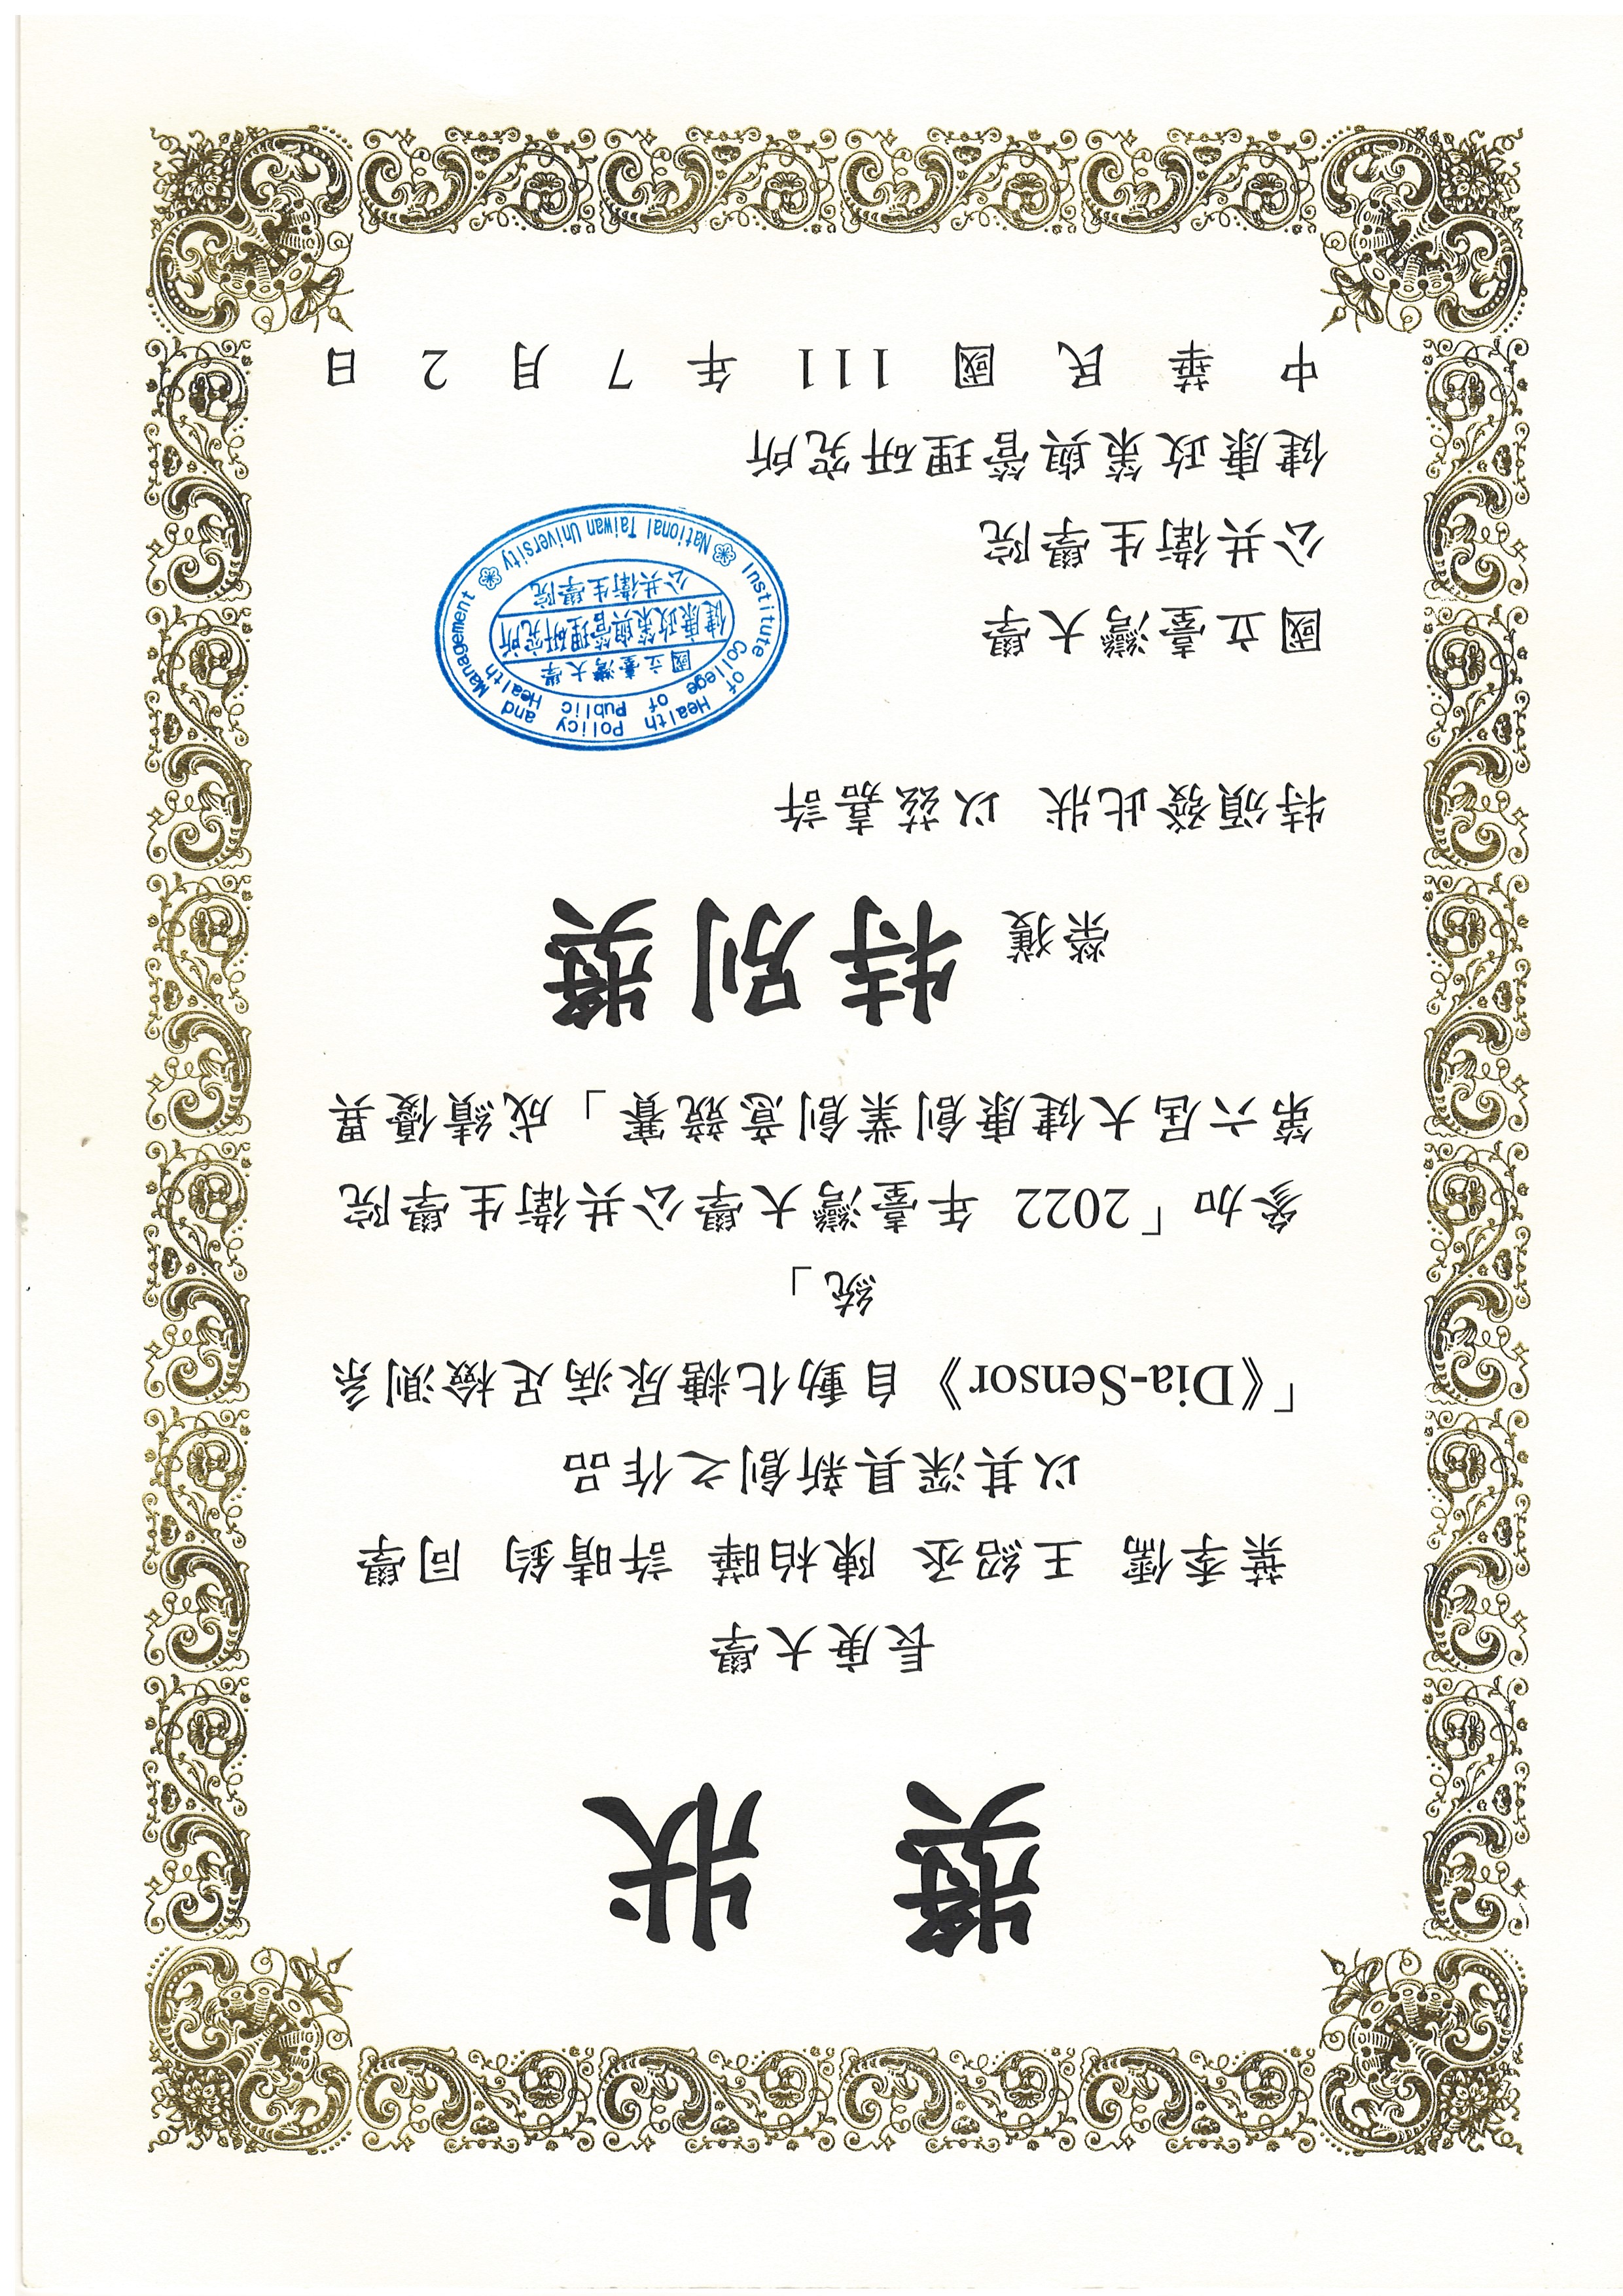 獎狀
長庚大學
葉季儒 王紹丞 陳柏曄 許晴鈞 同學
以其深具新創之作品
「《Dia-Sensor》自動化糖尿病足檢測系
統」
參加「2022 年臺灣大學公共衛生學院
第六屆大健康創業創意競賽」成績優異
榮獲 特別獎
特頒發此狀 以茲嘉許
Institute of Health Policy and Management
College of Public Health
國立臺灣大學
健康政策與管理研究所
公共衛生學院
National Taiwan University
國立臺灣大學
公共衛生學院
健康政策與管理研究所
中華民國 111 年 7 月 2 日